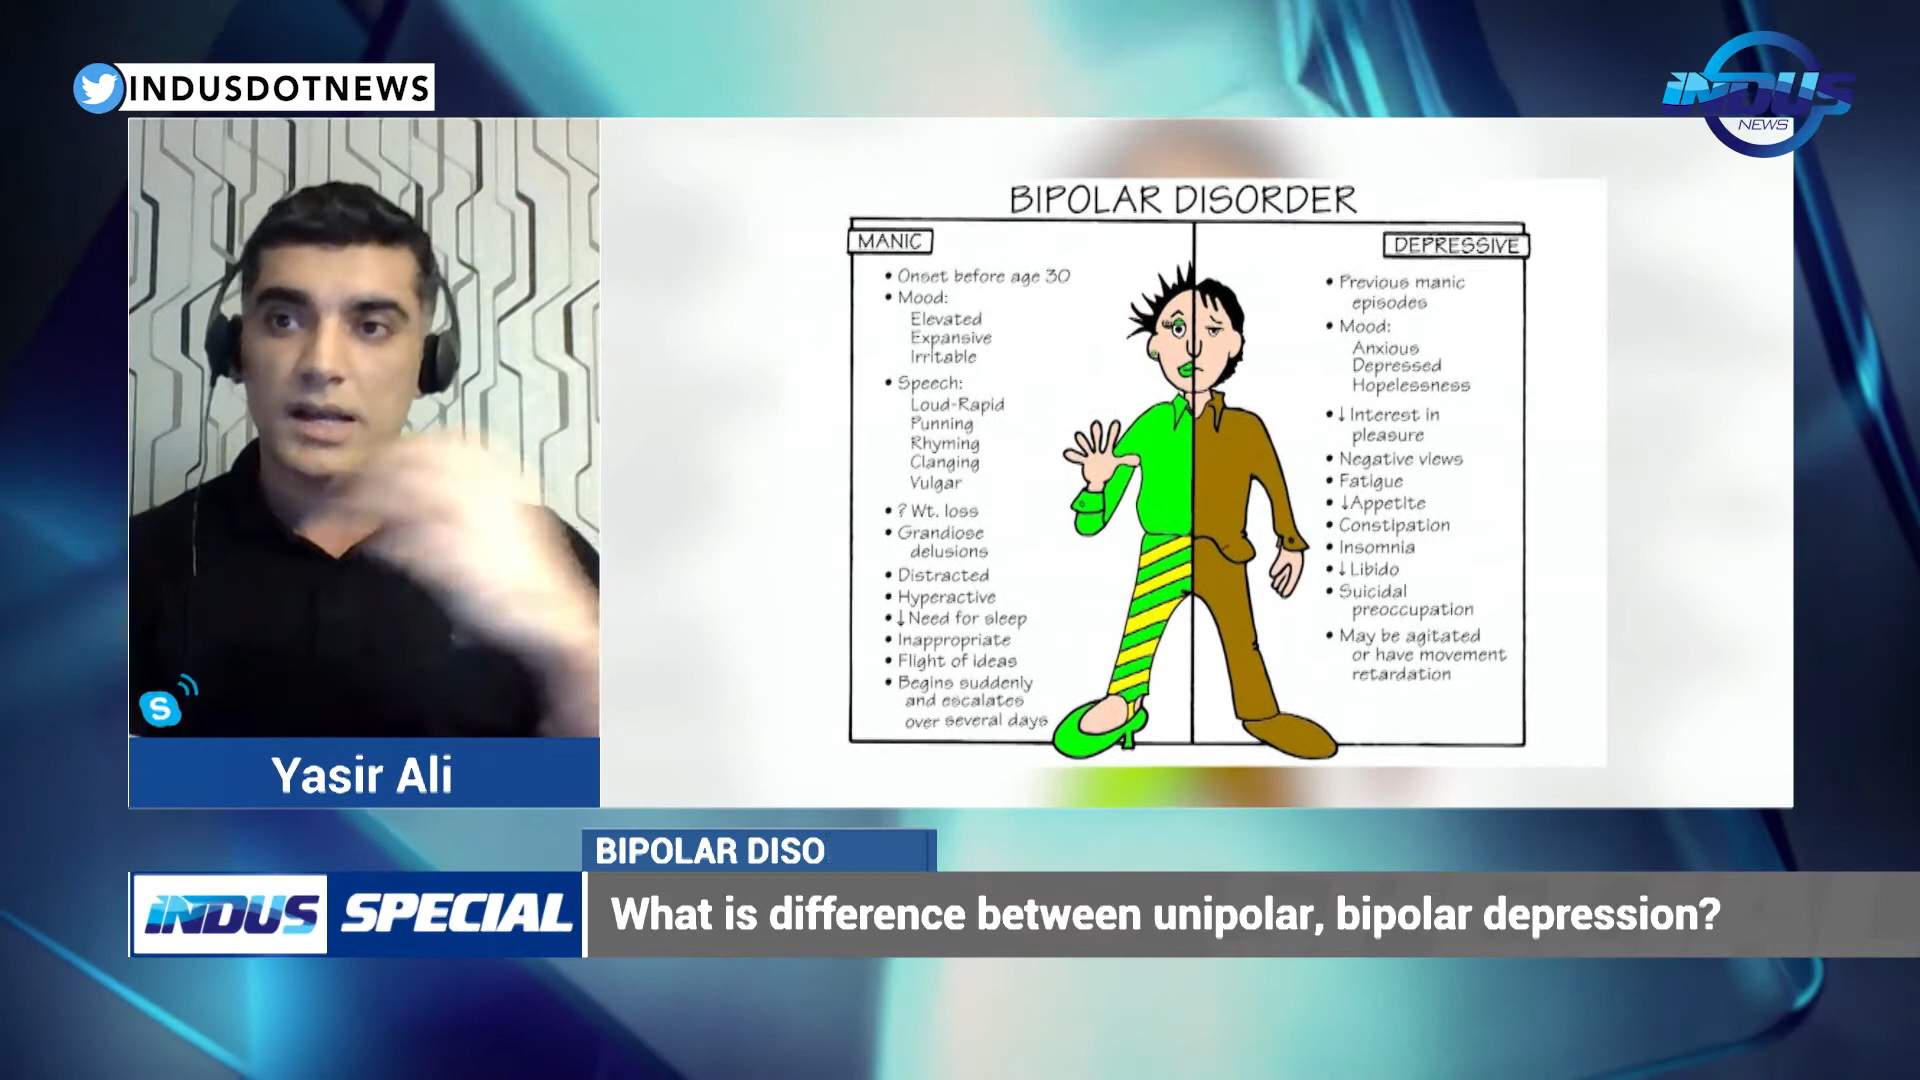 INDUSDOTNEWS
INDUS
NEWS
BIPOLAR DISORDER
MANIC
• Onset before age 30
• Mood:
Elevated
Expansive
Irritable
• Speech:
Loud-Rapid
Punning
Rhyming
Clanging
Vulgar
• ? Wt. loss
• Grandiose
delusions
• Distracted
• Hyperactive
• ↓ Need for sleep
• Inappropriate
• Flight of ideas
• Begins suddenly
and escalates
over several days
DEPRESSIVE
• Previous manic
episodes
• Mood:
Anxious
Depressed
Hopelessness
• ↓ Interest in
pleasure
• Negative views
• Fatigue
• ↓ Appetite
• Constipation
• Insomnia
• ↓ Libido
• Suicidal
preoccupation
• May be agitated
or have movement
retardation
S
Yasir Ali
BIPOLAR DISO
INDUS SPECIAL
What is difference between unipolar, bipolar depression?